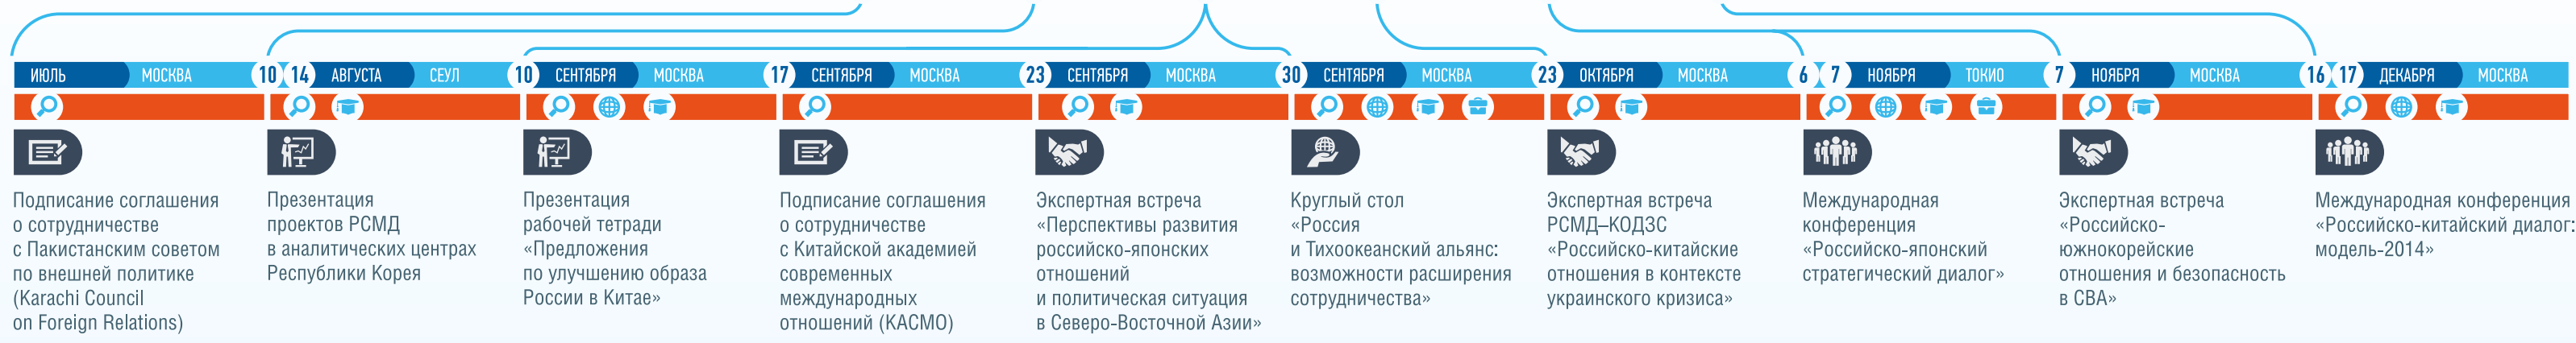 ИЮЛЬ МОСКВА
Подписание соглашения
о сотрудничестве
с Пакистанским советом
по внешней политике
(Karachi Council
on Foreign Relations)
10 14 АВГУСТА СЕУЛ
Презентация
проектов РСМД
в аналитических центрах
Республики Корея
10 СЕНТЯБРЯ МОСКВА
Презентация
рабочей тетради
«Предложения
по улучшению образа
России в Китае»
17 СЕНТЯБРЯ МОСКВА
Подписание соглашения
о сотрудничестве
с Китайской академией
современных
международных
отношений (КАСМО)
23 СЕНТЯБРЯ МОСКВА
Экспертная встреча
«Перспективы развития
российско-японских
отношений
и политическая ситуация
в Северо-Восточной Азии»
30 СЕНТЯБРЯ МОСКВА
Круглый стол
«Россия
и Тихоокеанский альянс:
возможности расширения
сотрудничества»
23 ОКТЯБРЯ МОСКВА
Экспертная встреча
РСМД–КОДЗС
«Российско-китайские
отношения в контексте
украинского кризиса»
6 7 НОЯБРЯ ТОКИО
Международная
конференция
«Российско-японский
стратегический диалог»
7 НОЯБРЯ МОСКВА
Экспертная встреча
«Российско-
южнокорейские
отношения и безопасность
в СВА»
16 17 ДЕКАБРЯ МОСКВА
Международная конференция
«Российско-китайский диалог:
модель-2014»